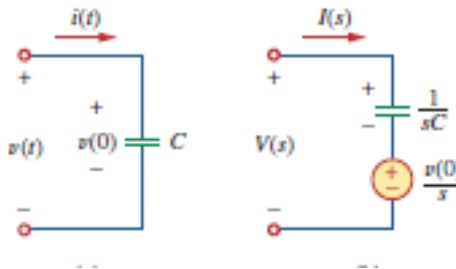 i(t)
+
v(t)
−
+
v(0)
−
C
I(s)
+
V(s)
−
+
−
1
sC
+
−
v(0
s